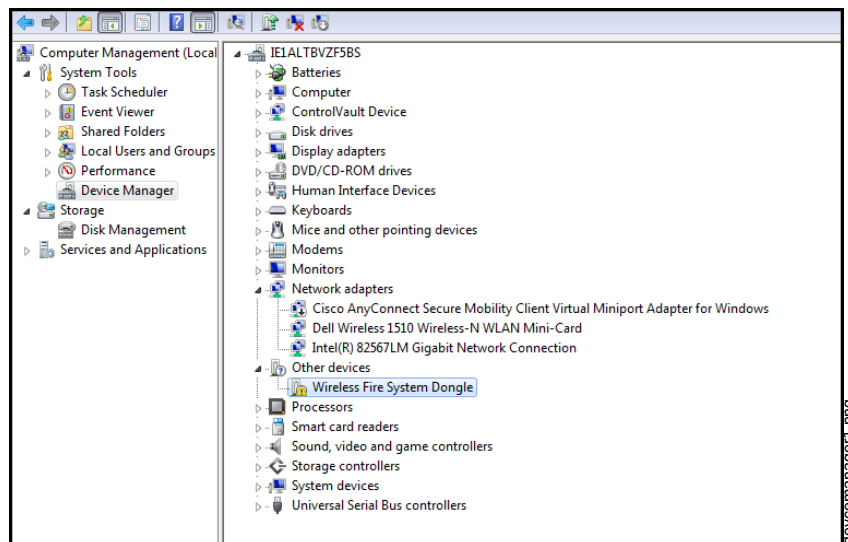 Computer Management (Local
System Tools
Task Scheduler
Event Viewer
Shared Folders
Local Users and Groups
Performance
Device Manager
Storage
Disk Management
Services and Applications
IE1ALTBVZF5BS
Batteries
Computer
ControlVault Device
Disk drives
Display adapters
DVD/CD-ROM drives
Human Interface Devices
Keyboards
Mice and other pointing devices
Modems
Monitors
Network adapters
Cisco AnyConnect Secure Mobility Client Virtual Miniport Adapter for Windows
Dell Wireless 1510 Wireless-N WLAN Mini-Card
Intel(R) 82567LM Gigabit Network Connection
Other devices
Wireless Fire System Dongle
Processors
Smart card readers
Sound, video and game controllers
Storage controllers
System devices
Universal Serial Bus controllers